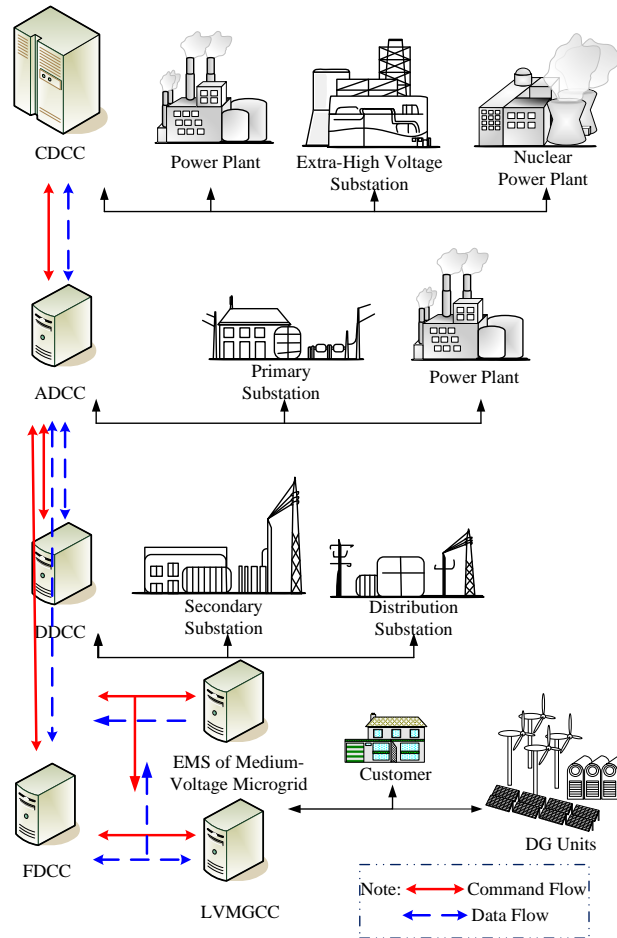 CDCC
Power Plant
Extra-High Voltage
Substation
Nuclear
Power Plant
ADCC
Primary
Substation
Power Plant
DDCC
Secondary
Substation
Distribution
Substation
EMS of Medium-
Voltage Microgrid
Customer
FDCC
LVMGCC
DG Units
Note: Command Flow
Data Flow